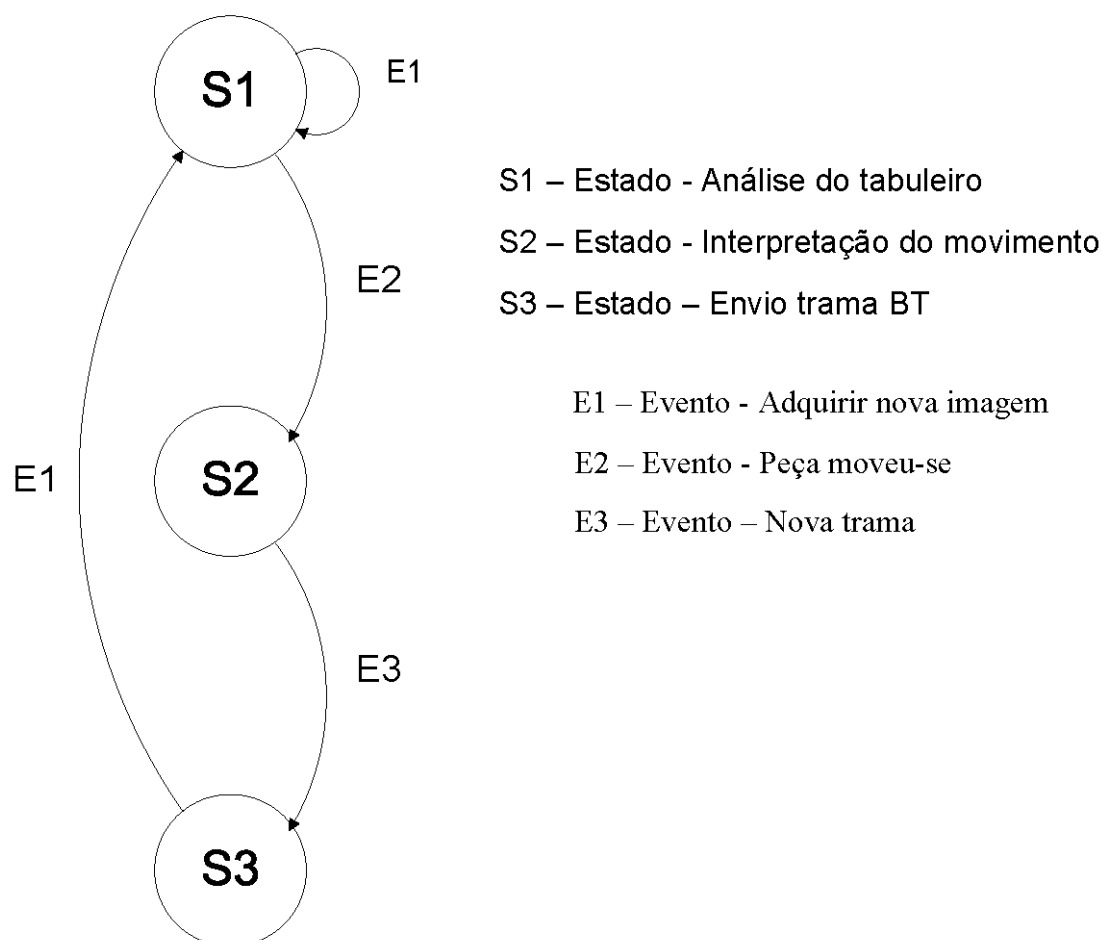 S1
E1
S1 – Estado - Análise do tabuleiro
S2 – Estado - Interpretação do movimento
E2
S3 – Estado – Envio trama BT
E1 – Evento - Adquirir nova imagem
E2 – Evento - Peça moveu-se
E1
S2
E3 – Evento – Nova trama
E3
S3